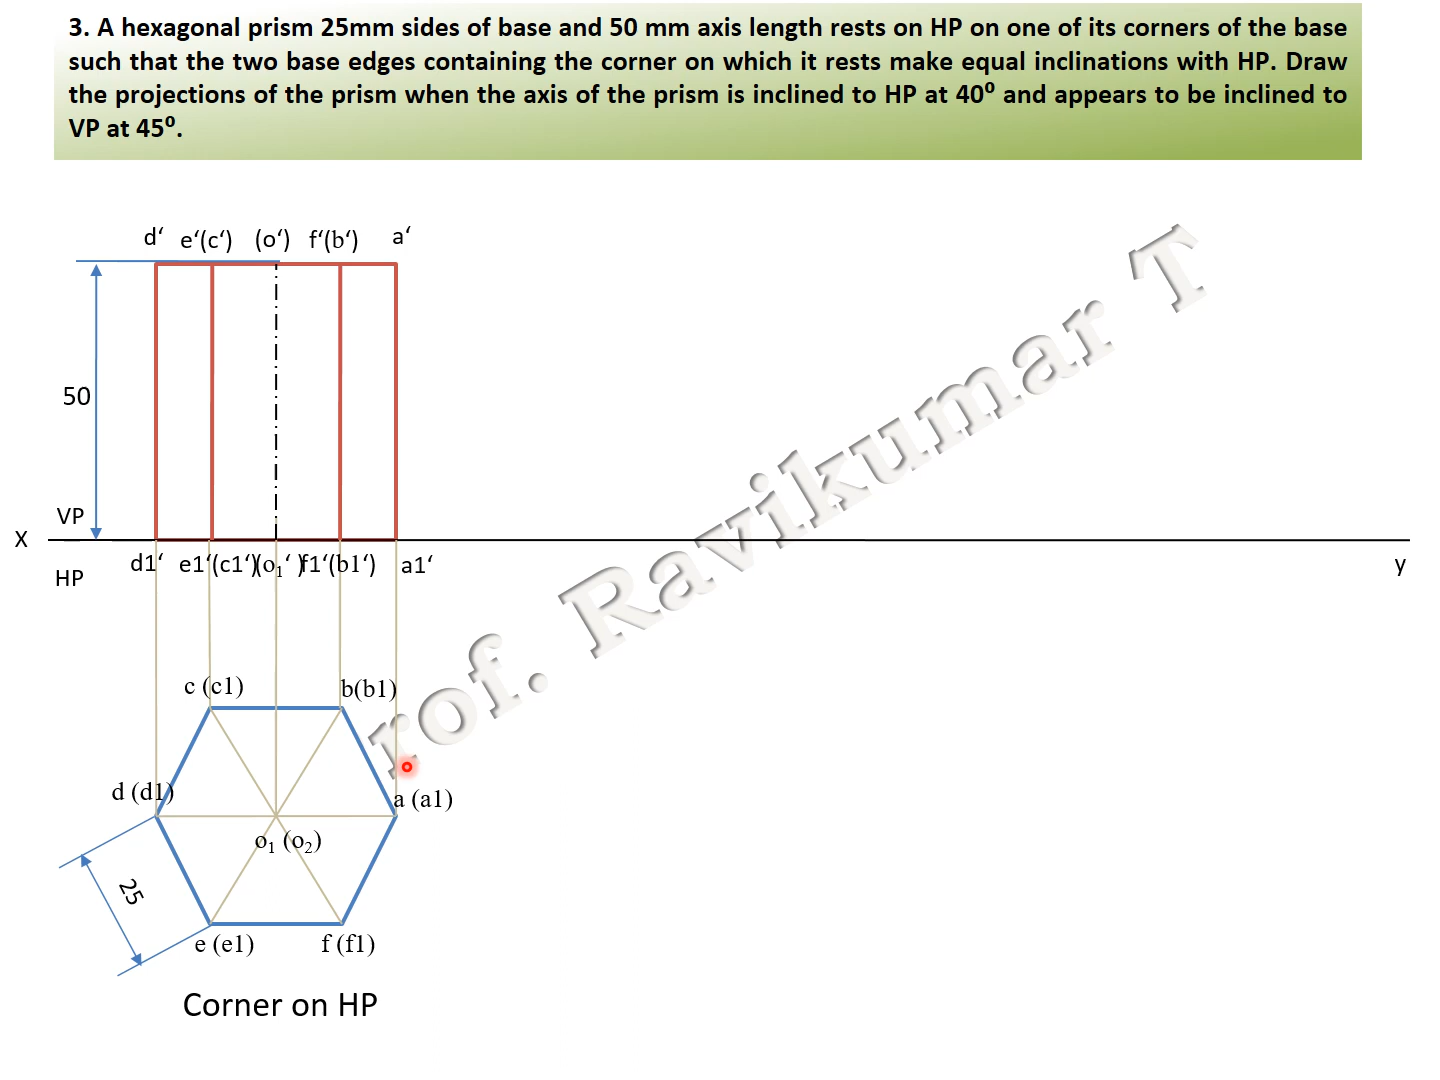 3. A hexagonal prism 25mm sides of base and 50 mm axis length rests on HP on one of its corners of the base
such that the two base edges containing the corner on which it rests make equal inclinations with HP. Draw
the projections of the prism when the axis of the prism is inclined to HP at 40⁰ and appears to be inclined to
VP at 45⁰.
d‘ e‘(c‘) (o‘) f‘(b‘) a‘
50
VP
X
HP
d1‘ e1‘(c1‘)(o₁‘ )f1‘(b1‘) a1‘
y
rof. Ravikumar T
c (c1) b(b1)
d (d1) a (a1)
o₁ (o₂)
25
e (e1) f (f1)
Corner on HP